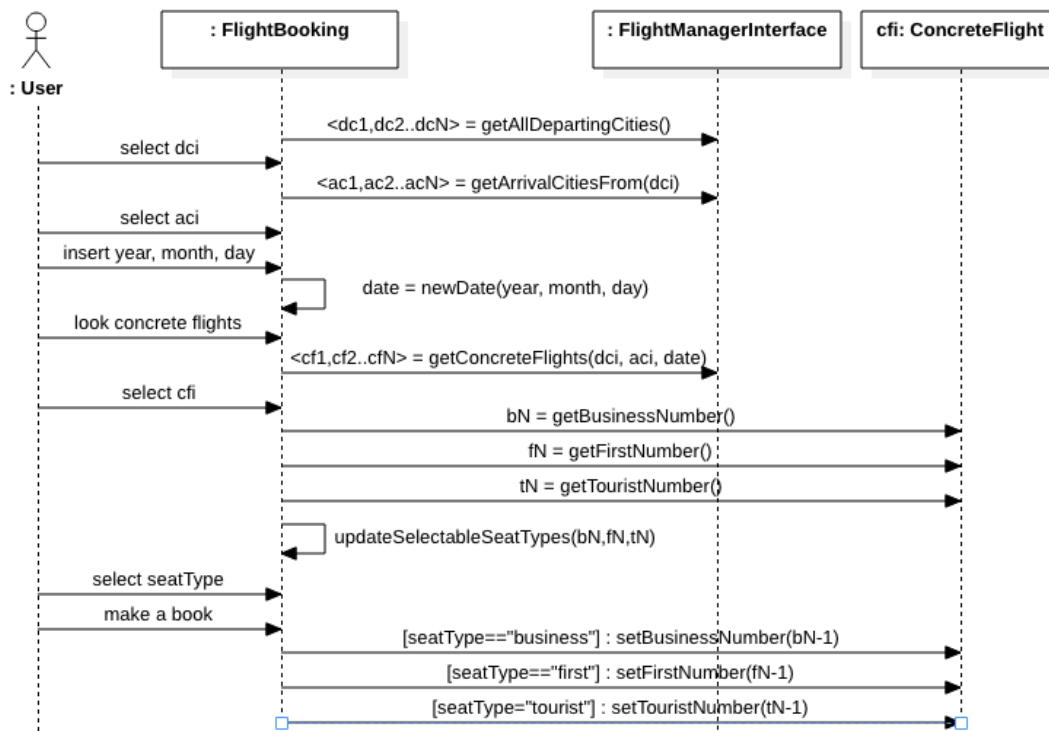 : FlightBooking
: FlightManagerInterface
cfi: ConcreteFlight
: User
<dc1,dc2..dcN> = getAllDepartingCities()
select dci
<ac1,ac2..acN> = getArrivalCitiesFrom(dci)
select aci
insert year, month, day
date = newDate(year, month, day)
look concrete flights
<cf1,cf2..cfN> = getConcreteFlights(dci, aci, date)
select cfi
bN = getBusinessNumber()
fN = getFirstNumber()
tN = getTouristNumber()
updateSelectableSeatTypes(bN,fN,tN)
select seatType
make a book
[seatType=="business"] : setBusinessNumber(bN-1)
[seatType=="first"] : setFirstNumber(fN-1)
[seatType="tourist"] : setTouristNumber(tN-1)